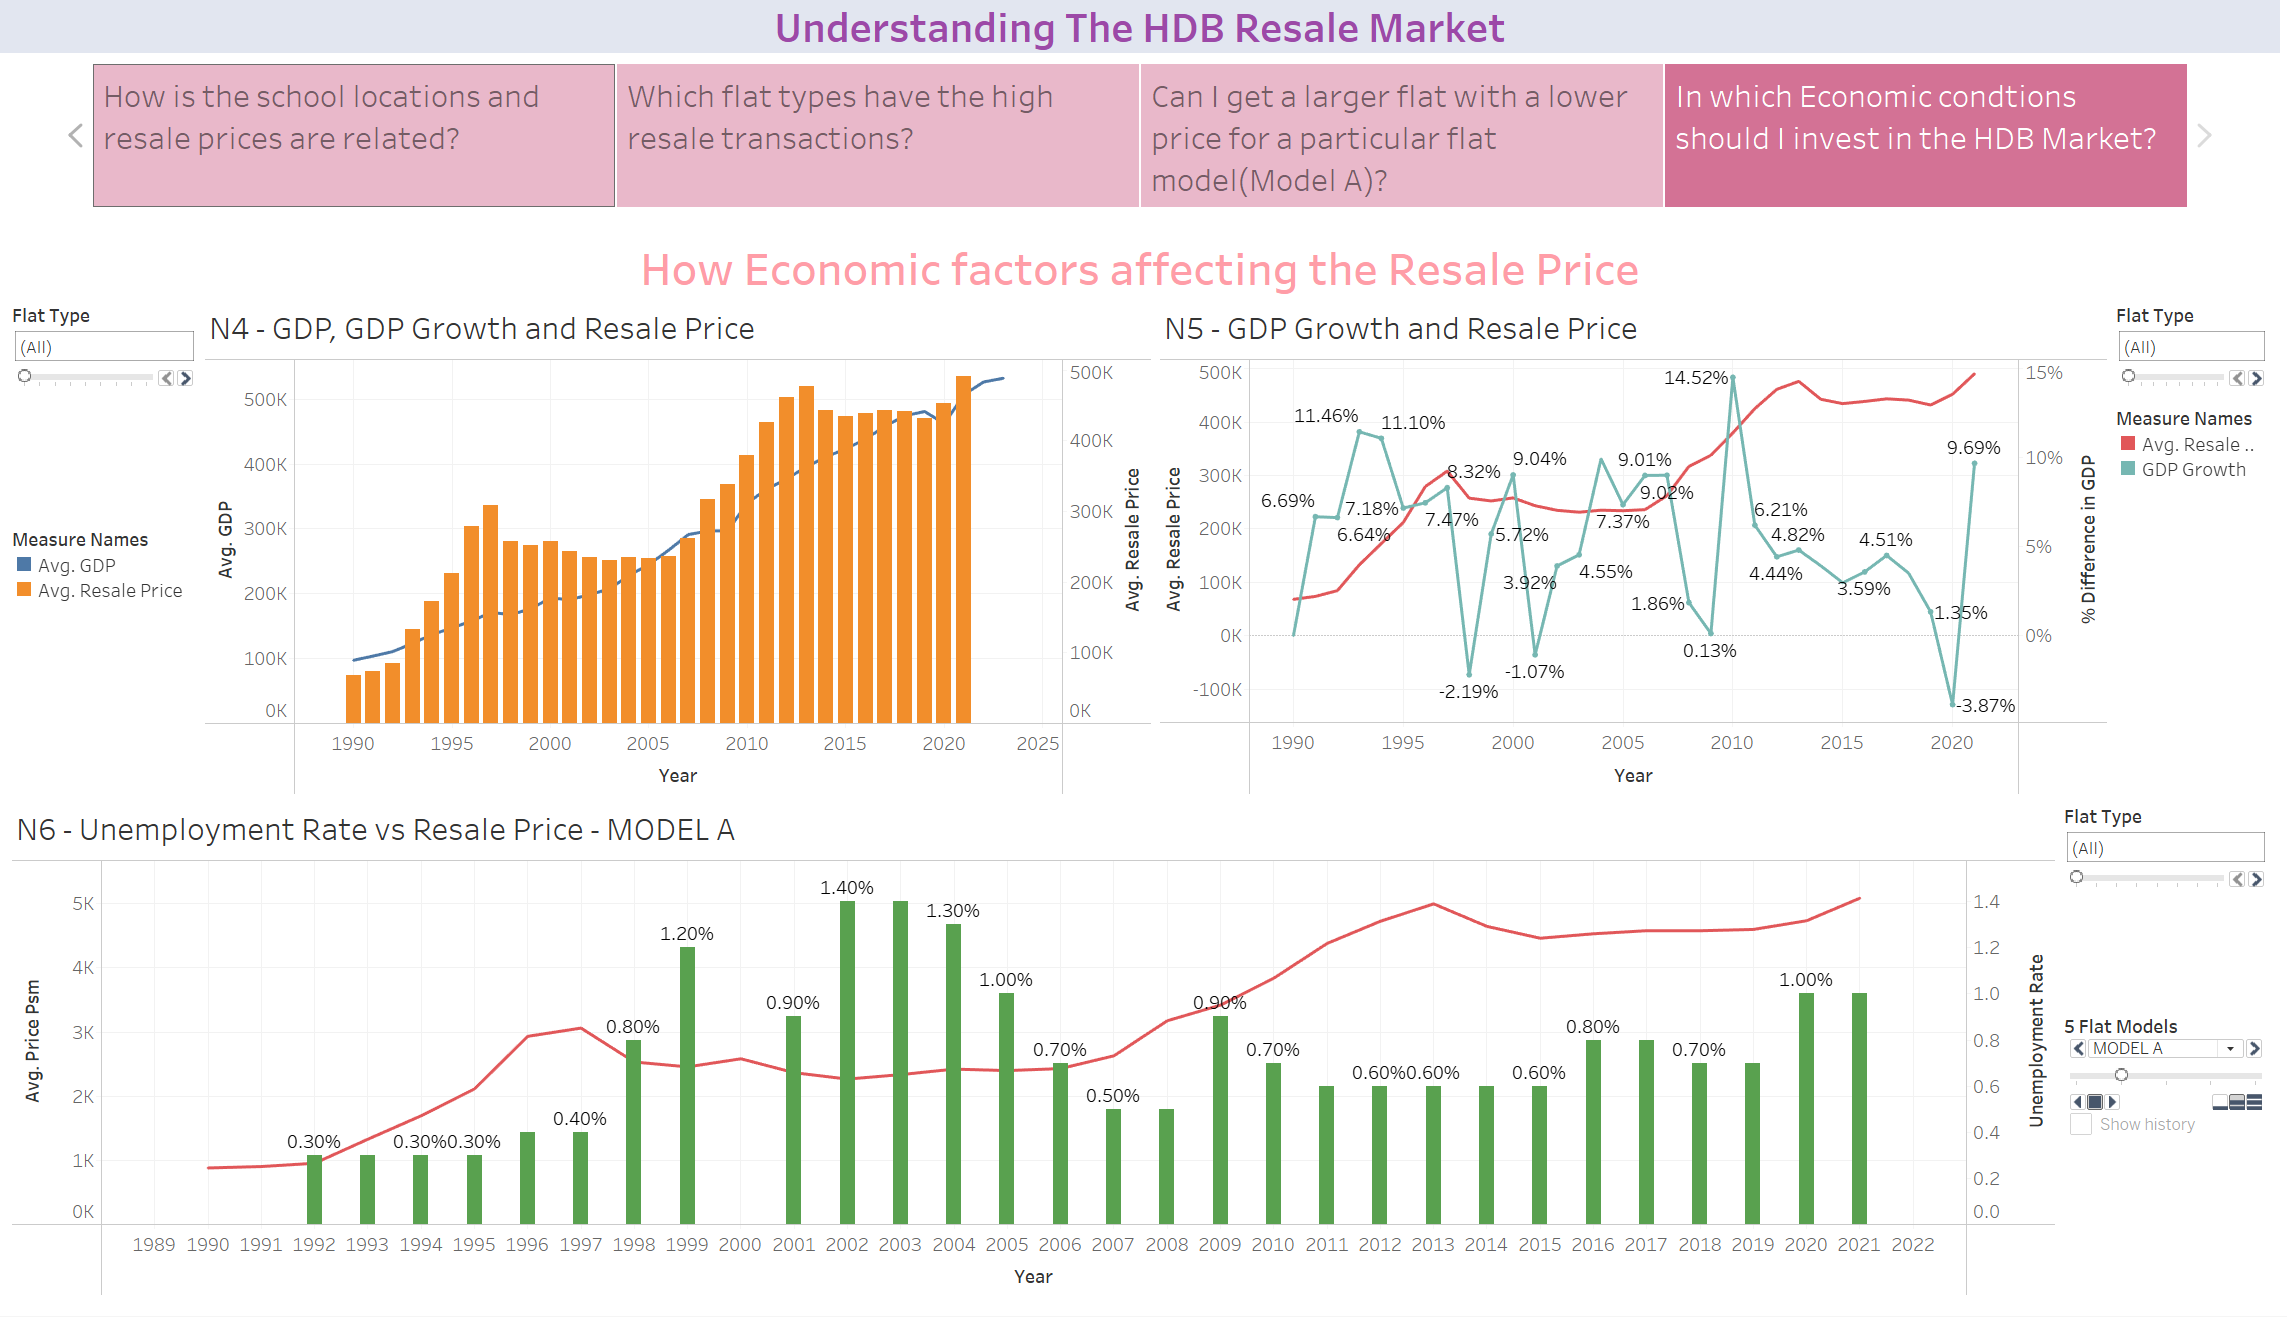 Understanding The HDB Resale Market
How is the school locations and
resale prices are related?
Which flat types have the high
resale transactions?
Can I get a larger flat with a lower
price for a particular flat
model(Model A)?
In which Economic condtions
should I invest in the HDB Market?
How Economic factors affecting the Resale Price
Flat Type
(All)
Measure Names
Avg. GDP
Avg. Resale Price
N4 - GDP, GDP Growth and Resale Price
Avg. GDP
500K
400K
300K
200K
100K
0K
500K
400K
300K
200K
100K
0K
Avg. Resale Price
1990 1995 2000 2005 2010 2015 2020 2025
Year
N5 - GDP Growth and Resale Price
Avg. Resale Price
500K
400K
300K
200K
100K
0K
-100K
6.69%
11.46%
11.10%
7.18%
6.64%
8.32%
7.47%
-2.19%
5.72%
9.04%
-1.07%
3.92%
4.55%
7.37%
9.01%
9.02%
1.86%
0.13%
14.52%
6.21%
4.44%
4.82%
3.59%
4.51%
1.35%
-3.87%
9.69%
15%
10%
5%
0%
% Difference in GDP
1990 1995 2000 2005 2010 2015 2020
Year
Flat Type
(All)
Measure Names
Avg. Resale ..
GDP Growth
N6 - Unemployment Rate vs Resale Price - MODEL A
Avg. Price Psm
5K
4K
3K
2K
1K
0K
0.30%
0.30%
0.30%
0.40%
0.80%
1.20%
0.90%
1.40%
1.30%
1.00%
0.70%
0.50%
0.90%
0.70%
0.60%
0.60%
0.60%
0.80%
0.70%
1.00%
1.4
1.2
1.0
0.8
0.6
0.4
0.2
0.0
Unemployment Rate
1989 1990 1991 1992 1993 1994 1995 1996 1997 1998 1999 2000 2001 2002 2003 2004 2005 2006 2007 2008 2009 2010 2011 2012 2013 2014 2015 2016 2017 2018 2019 2020 2021 2022
Year
Flat Type
(All)
5 Flat Models
MODEL A
Show history